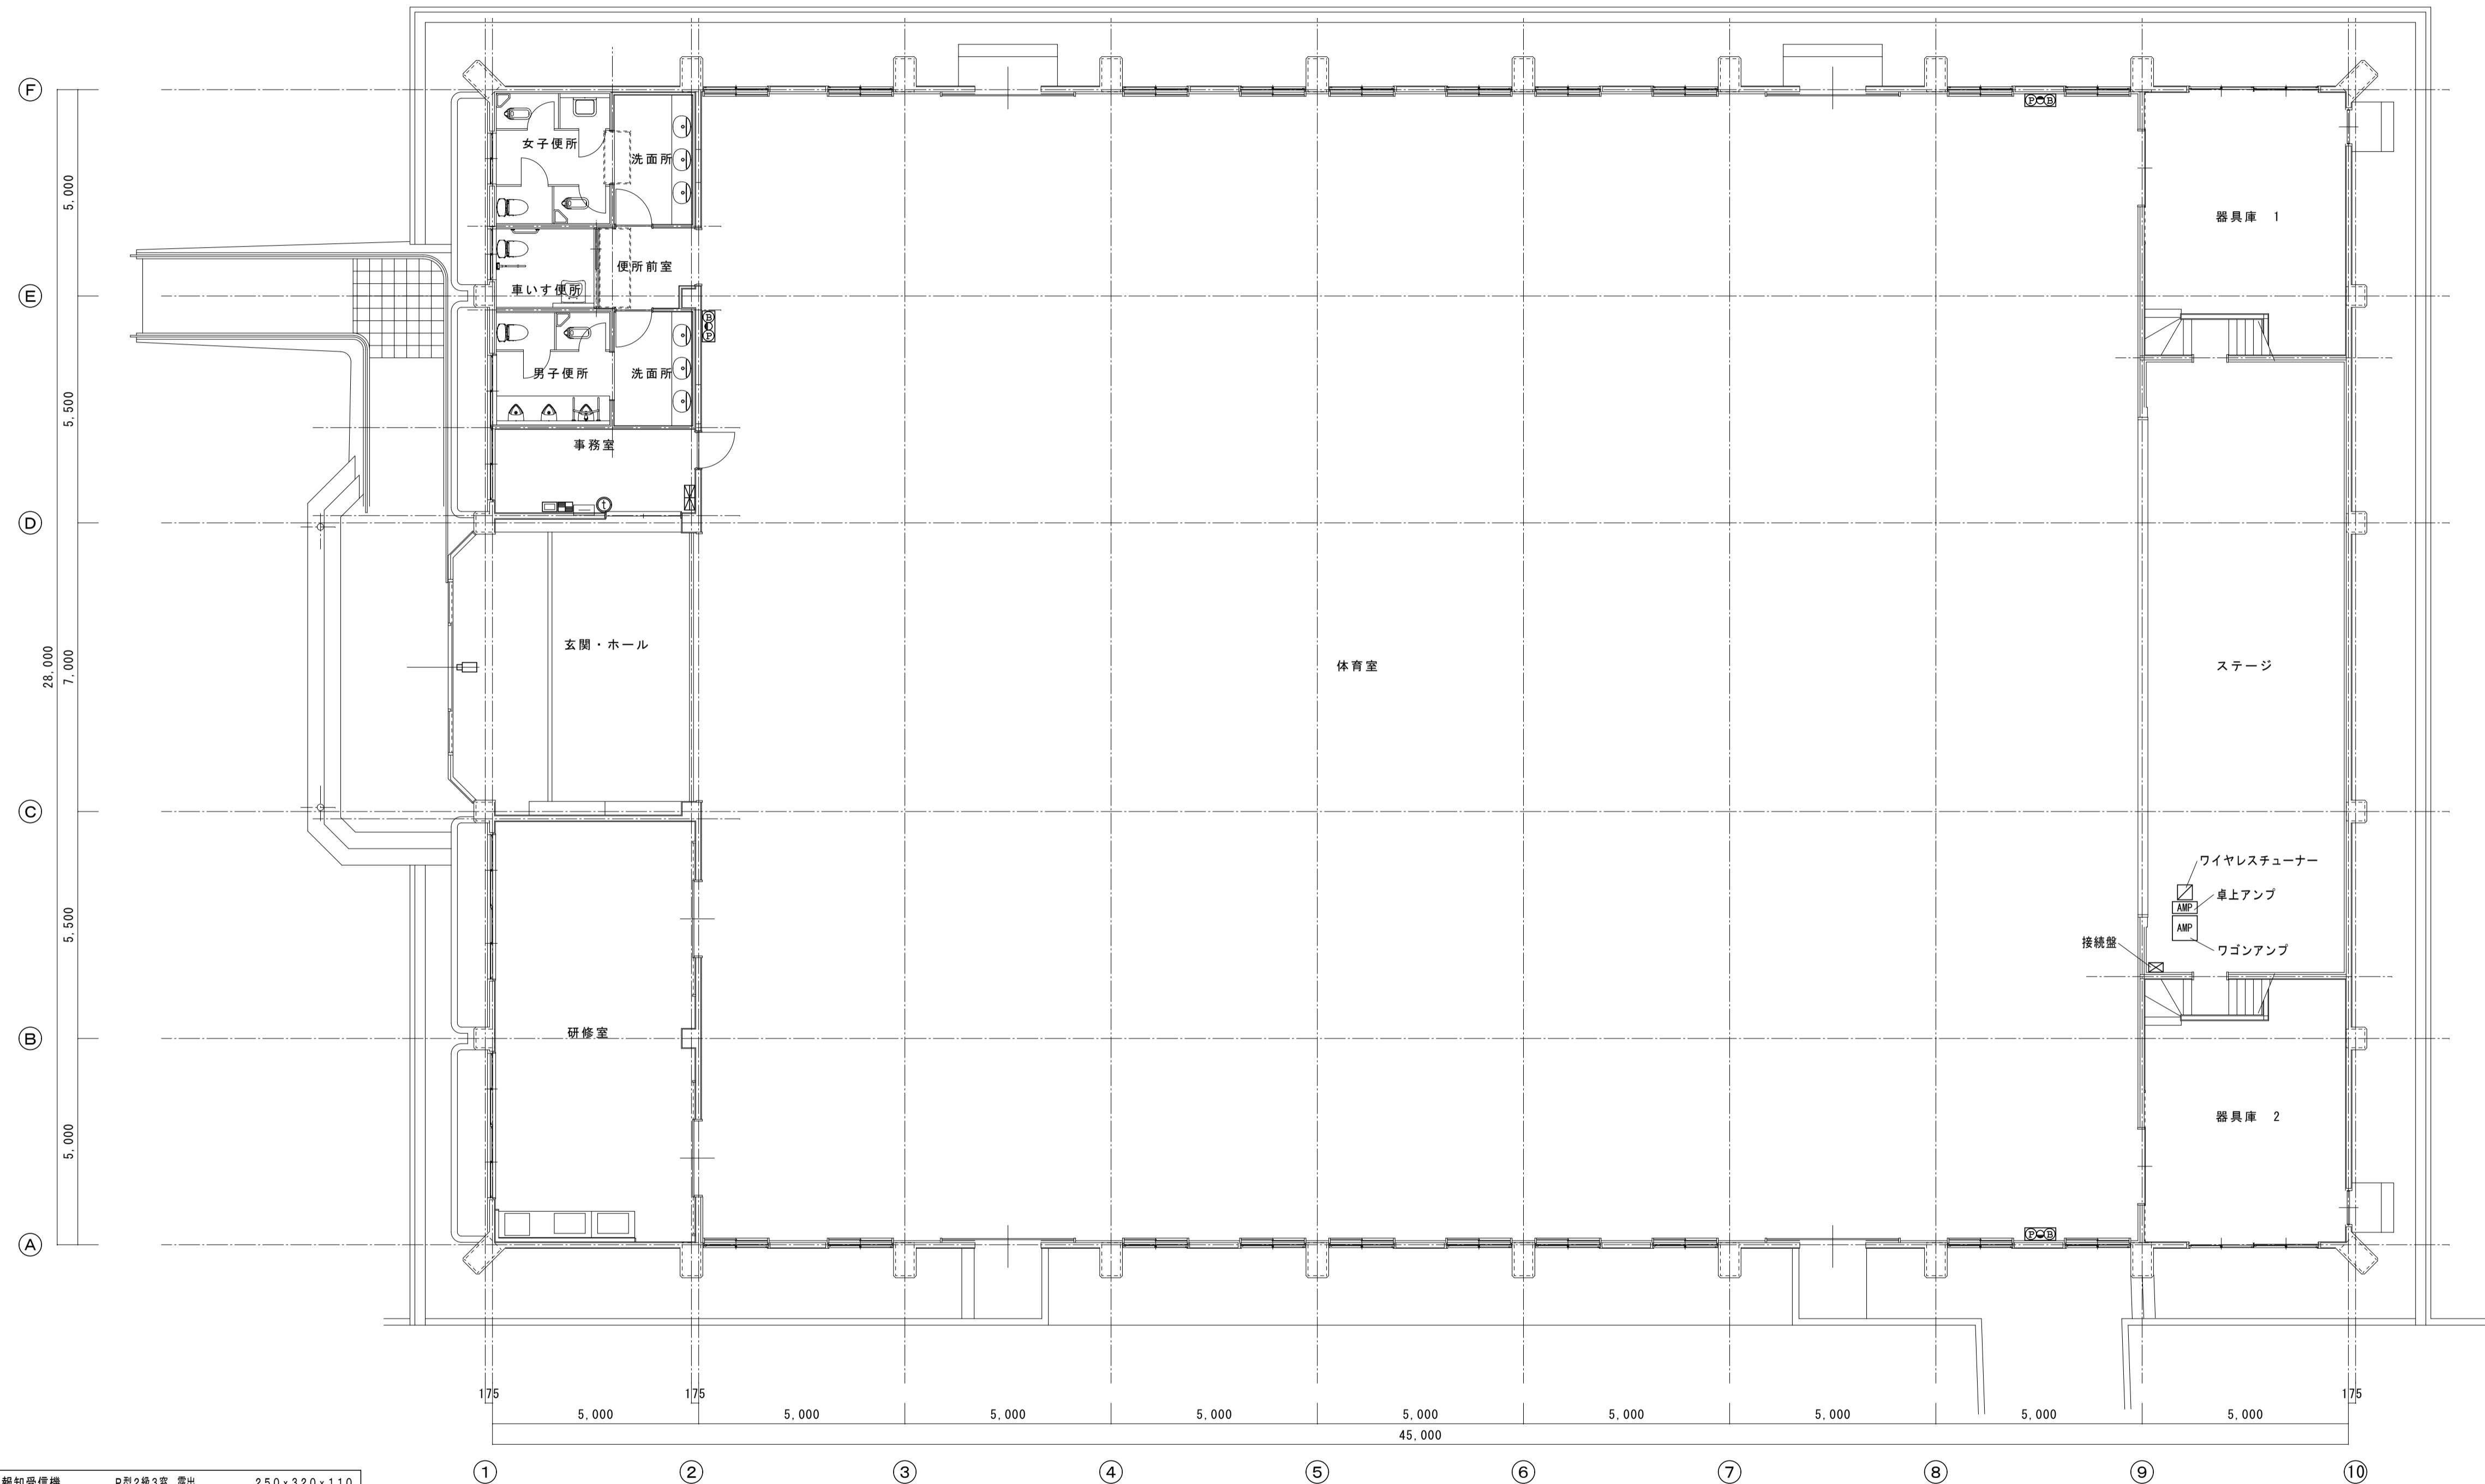 F
5,000
女子便所
洗面所
P B
器具庫 1
便所前室
E
車いす便所
B
P
5,500
男子便所
洗面所
事務室
t
D
28,000
7,000
玄関・ホール
体育室
ステージ
C
ワイヤレスチューナー
AMP
卓上アンプ
AMP
ワゴンアンプ
接続盤
5,500
B
研修室
5,000
器具庫 2
A
P B
175
175
175
5,000
5,000
5,000
5,000
5,000
5,000
5,000
5,000
5,000
45,000
1
2
3
4
5
6
7
8
9
10
報知受信機
250x320x110